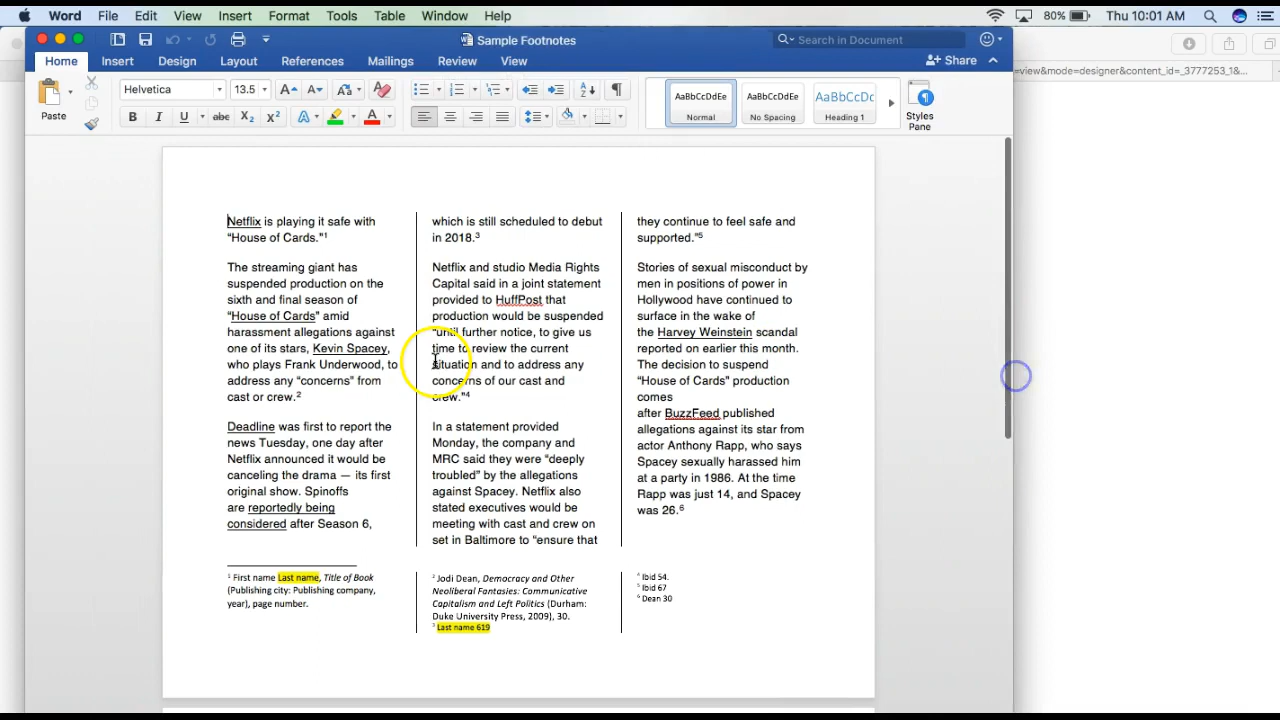 Word File Edit View Insert Format Tools Table Window Help 80% Thu 10:01 AM
Sample Footnotes
Search in Document
=view&mode=designer&content_id=_3777253_1&...
Home Insert Design Layout References Mailings Review View
Share
Paste
Helvetica 13.5
B I U abc X2 X2
AaBbCcDdEe AaBbCcDdEe AaBbCcDc
Normal No Spacing Heading 1
Styles
Pane
Netflix is playing it safe with
“House of Cards.”1
The streaming giant has
suspended production on the
sixth and final season of
“House of Cards” amid
harassment allegations against
one of its stars, Kevin Spacey,
who plays Frank Underwood, to
address any “concerns” from
cast or crew.2
Deadline was first to report the
news Tuesday, one day after
Netflix announced it would be
canceling the drama — its first
original show. Spinoffs
are reportedly being
considered after Season 6,
which is still scheduled to debut
in 2018.3
Netflix and studio Media Rights
Capital said in a joint statement
provided to HuffPost that
production would be suspended
“until further notice, to give us
time to review the current
situation and to address any
concerns of our cast and
crew.”4
In a statement provided
Monday, the company and
MRC said they were “deeply
troubled” by the allegations
against Spacey. Netflix also
stated executives would be
meeting with cast and crew on
set in Baltimore to “ensure that
they continue to feel safe and
supported.”5
Stories of sexual misconduct by
men in positions of power in
Hollywood have continued to
surface in the wake of
the Harvey Weinstein scandal
reported on earlier this month.
The decision to suspend
“House of Cards” production
comes
after BuzzFeed published
allegations against its star from
actor Anthony Rapp, who says
Spacey sexually harassed him
at a party in 1986. At the time
Rapp was just 14, and Spacey
was 26.6
1 First name Last name, Title of Book
(Publishing city: Publishing company,
year), page number.
2 Jodi Dean, Democracy and Other
Neoliberal Fantasies: Communicative
Capitalism and Left Politics (Durham:
Duke University Press, 2009), 30.
3 Last name 619
4 Ibid 54.
5 Ibid 67
6 Dean 30